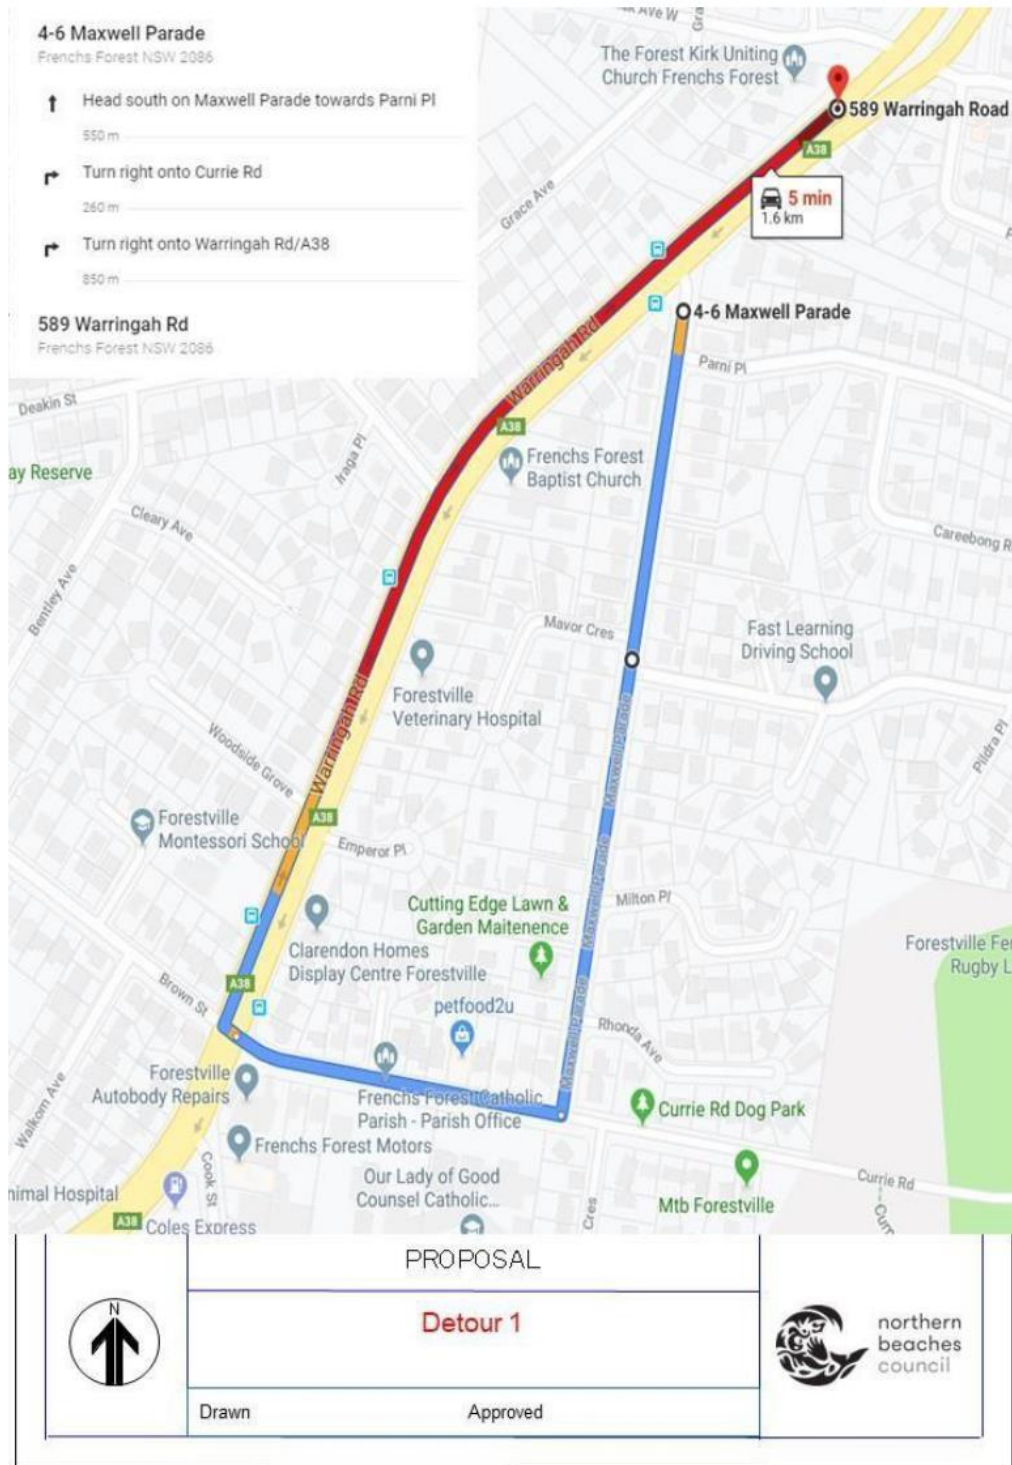 4-6 Maxwell Parade
Frenchs Forest NSW 2086
Head south on Maxwell Parade towards Parni Pl
550 m
Turn right onto Currie Rd
260 m
Turn right onto Warringah Rd/A38
850 m
589 Warringah Rd
Frenchs Forest NSW 2086
Ave W
The Forest Kirk Uniting
Church Frenchs Forest
589 Warringah Road
A38
5 min
1.6 km
Grace Ave
4-6 Maxwell Parade
Parni Pl
Warringah Rd
A38
Deakin St
Iraga Pl
Frenchs Forest
Baptist Church
ay Reserve
Cleary Ave
Careebong R
Bentley Ave
Mavor Cres
Fast Learning
Driving School
Forestville
Veterinary Hospital
Warringah Rd
Maxwell Parade
Pildra Pl
Woodside Grove
A38
Forestville
Montessori School
Emperor Pl
Maxwell Parade
Milton Pl
Cutting Edge Lawn &
Garden Maitenence
Forestville Fer
Rugby L
Clarendon Homes
Display Centre Forestville
A38
Brown St
petfood2u
Maxwell Parade
Rhonda Ave
Forestville
Autobody Repairs
Frenchs Forest Catholic
Parish - Parish Office
Currie Rd Dog Park
Walkom Ave
Frenchs Forest Motors
Cook St
Our Lady of Good
Counsel Catholic...
Currie Rd
Mtb Forestville
nimal Hospital
Cres
Curr
A38
Coles Express
PROPOSAL
N
Detour 1
northern
beaches
council
Drawn
Approved